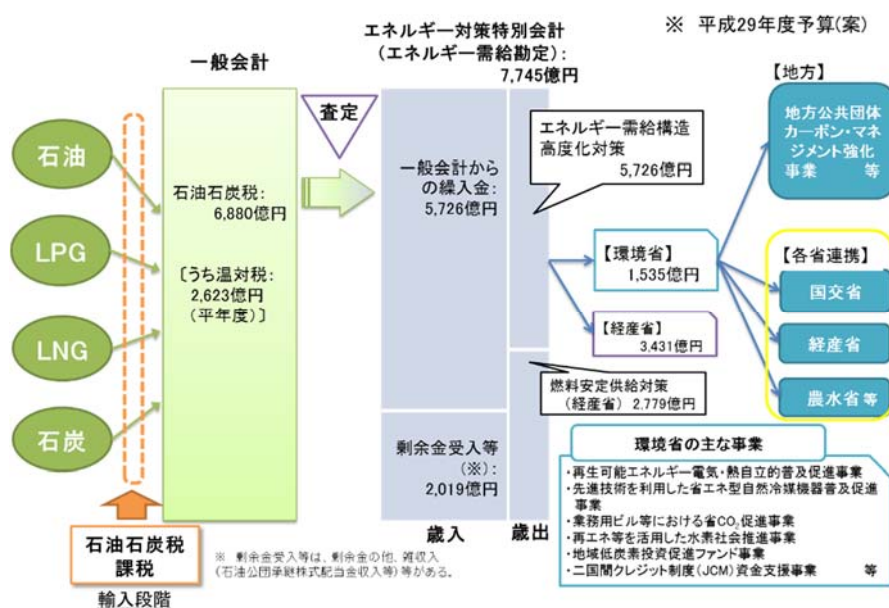 ※ 平成29年度予算(案)
一般会計
エネルギー対策特別会計
(エネルギー需給勘定):
7,745億円
石油
LPG
LNG
石炭
石油石炭税
課税
輸入段階
石油石炭税:
6,880億円
〔うち温対税:
2,623億円
(平年度)〕
査定
一般会計から
の繰入金:
5,726億円
剰余金受入等
(※):
2,019億円
歳入
歳出
エネルギー需給構造
高度化対策
5,726億円
【環境省】
1,535億円
【経産省】
3,431億円
燃料安定供給対策
(経産省) 2.779億円
【地方】
地方公共団体
カーボン・マネ
ジメント強化
事業 等
【各省連携】
国交省
経産省
農水省等
環境省の主な事業
・再生可能エネルギー電気・熱自立的普及促進事業
・先進技術を利用した省エネ型自然冷媒機器普及促進
事業
・業務用ビル等における省CO₂促進事業
・再エネ等を活用した水素社会推進事業
・地域低炭素投資促進ファンド事業
・二国間クレジット制度(JCM)資金支援事業 等
※ 剰余金受入等は、剰余金の他、雑収入
(石油公団承継株式配当金収入等)等がある。